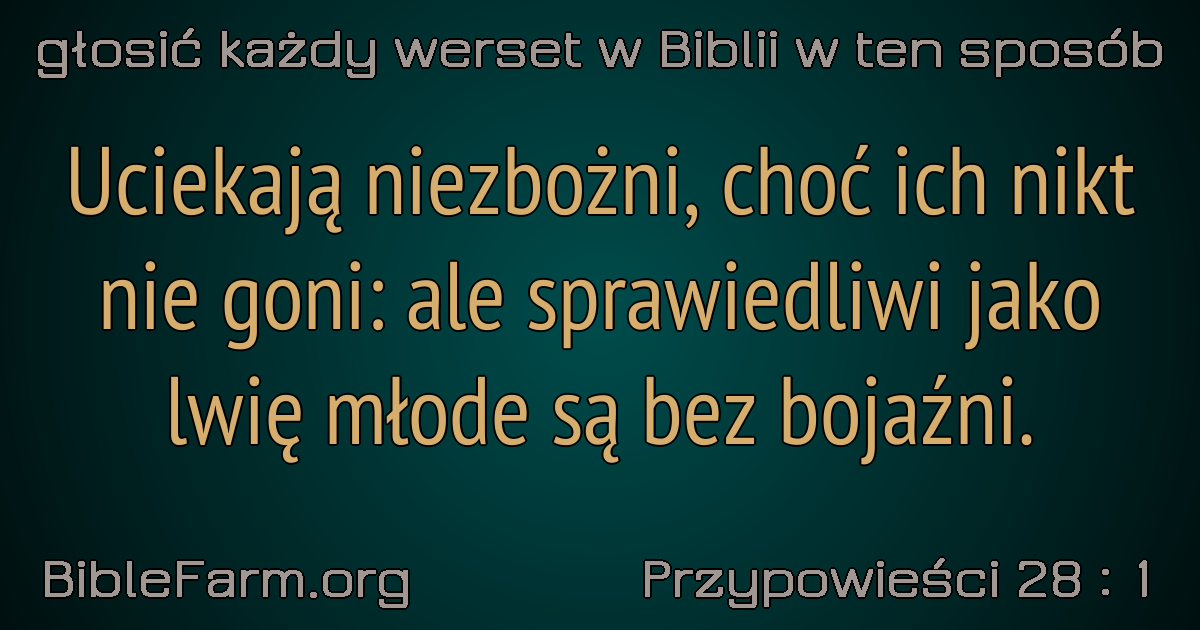 głosić każdy werset w Biblii w ten sposób
Uciekają niezbożni, choć ich nikt
nie goni: ale sprawiedliwi jako
lwię młode są bez bojaźni.
BibleFarm.org
Przypowieści 28 : 1